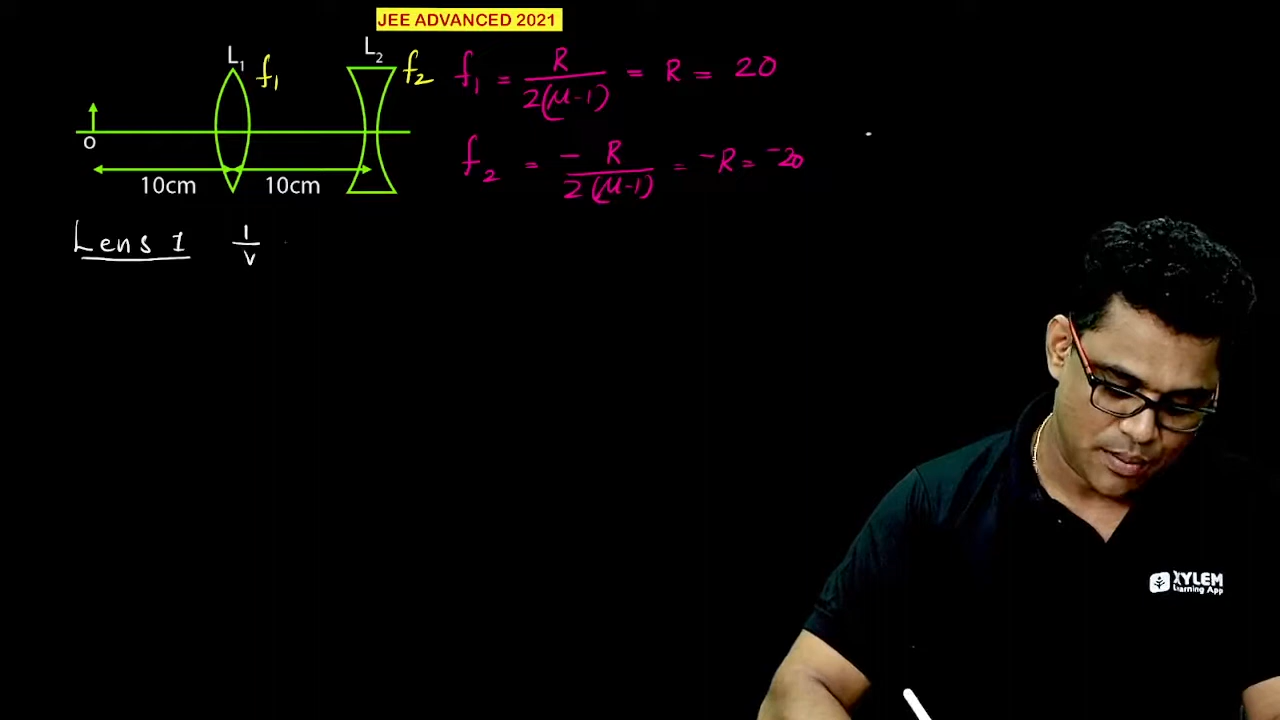 JEE ADVANCED 2021
L₁ f₁
L₂ f₂
f₁ = R / 2(μ-1) = R = 20
O
f₂ = -R / 2(μ-1) = -R = -20
10cm 10cm
Lens 1 1/v
XYLEM
Learning App